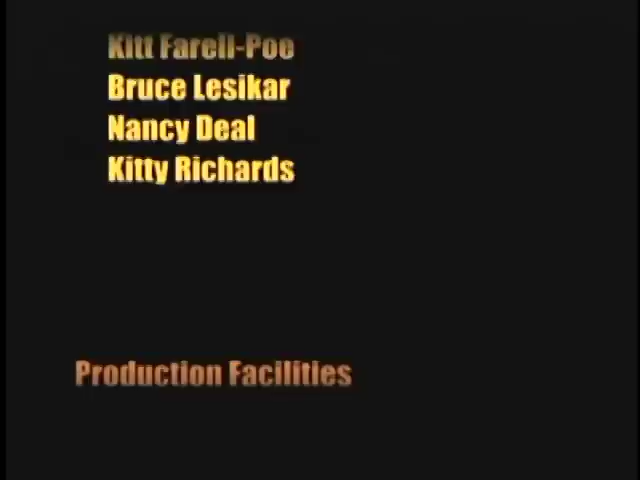 Kitt Farell-Poe
Bruce Lesikar
Nancy Deal
Kitty Richards
Production Facilities